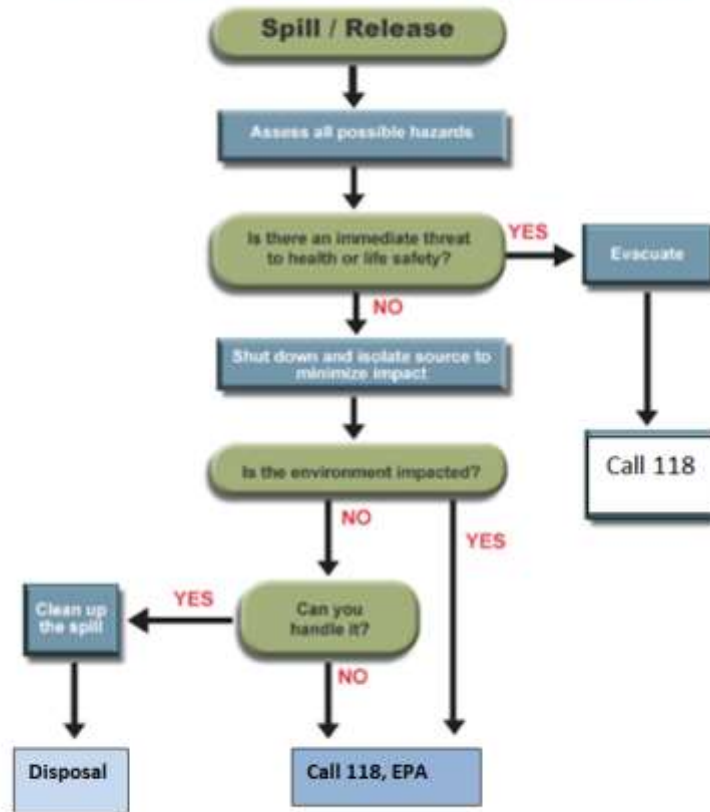 Spill / Release
Assess all possible hazards
Is there an immediate threat
to health or life safety?
YES
Evacuate
NO
Shut down and isolate source to
minimize impact
Call 118
Is the environment impacted?
NO
YES
Clean up
the spill
YES
Can you
handle it?
NO
Disposal
Call 118, EPA